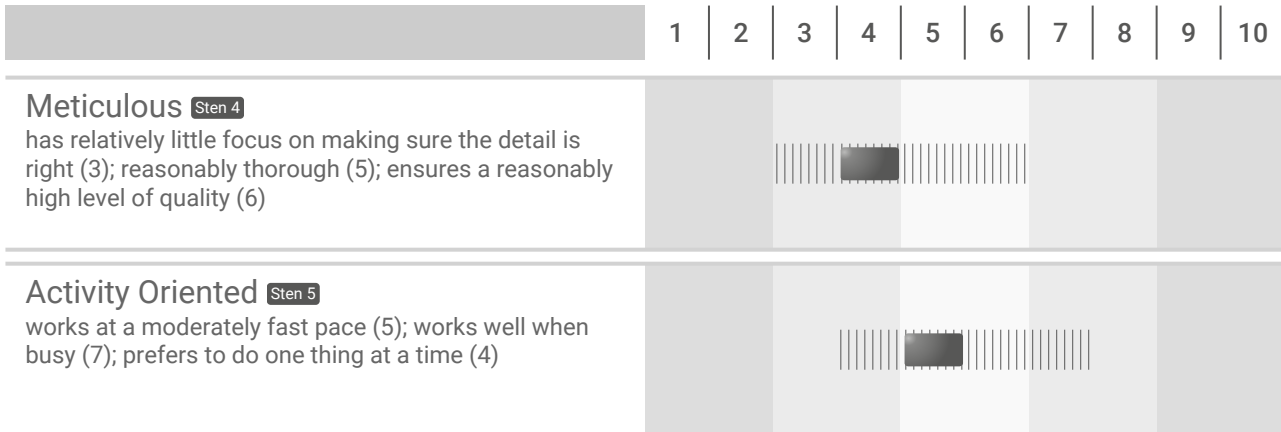 1 2 3 4 5 6 7 8 9 10
Meticulous Sten 4
has relatively little focus on making sure the detail is
right (3); reasonably thorough (5); ensures a reasonably
high level of quality (6)
Activity Oriented Sten 5
works at a moderately fast pace (5); works well when
busy (7); prefers to do one thing at a time (4)